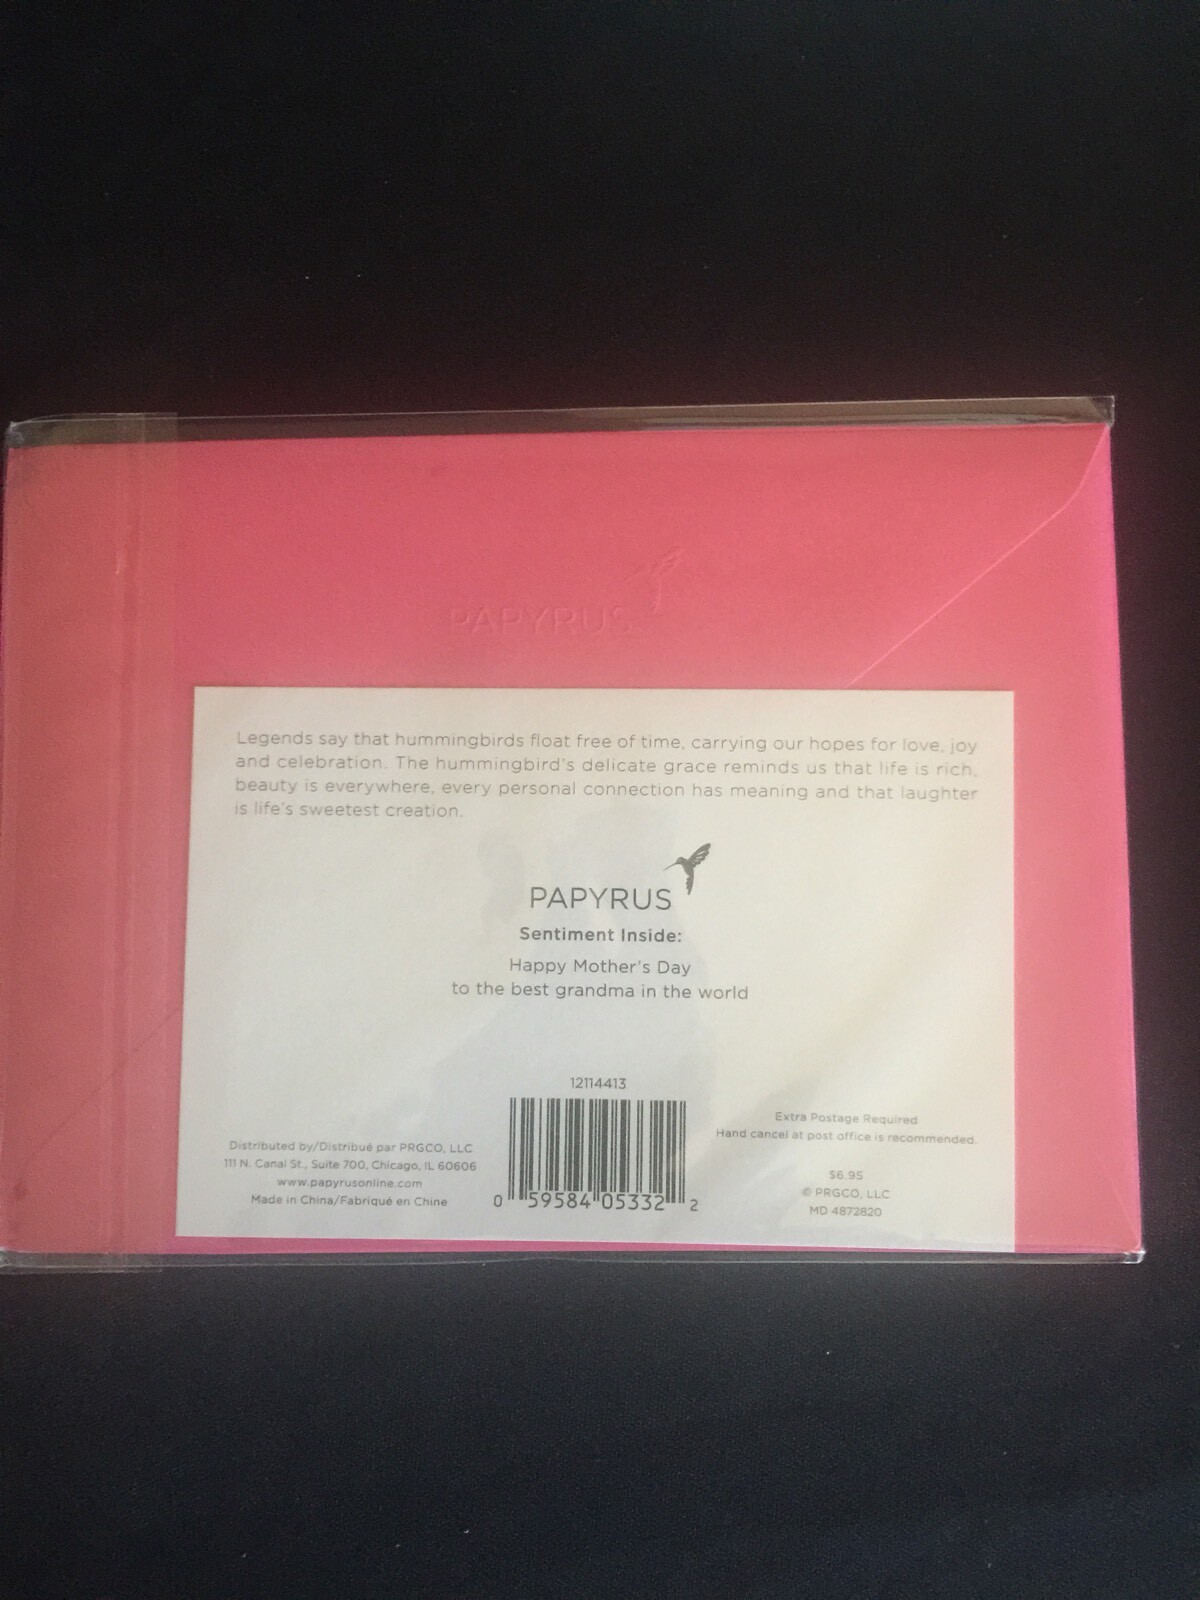 PAPYRUS
Legends say that hummingbirds float free of time, carrying our hopes for love, joy
and celebration. The hummingbird's delicate grace reminds us that life is rich,
beauty is everywhere, every personal connection has meaning and that laughter
is life's sweetest creation.
PAPYRUS
Sentiment Inside:
Happy Mother's Day
to the best grandma in the world
12114413
0 59584 05332 2
Distributed by/Distribué par PRGCO, LLC
111 N. Canal St., Suite 700, Chicago, IL 60606
www.papyrusonline.com
Made in China/Fabriqué en Chine
Extra Postage Required
Hand cancel at post office is recommended.
$6.95
© PRGCO, LLC
MD 4872820